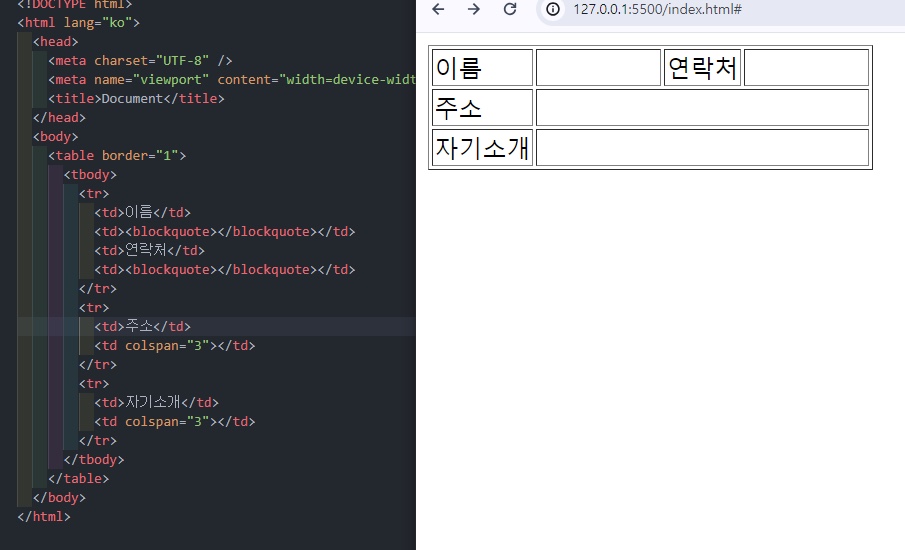 <!DOCTYPE html>
<html lang="ko">
<head>
<meta charset="UTF-8" />
<meta name="viewport" content="width=device-widt
<title>Document</title>
</head>
<body>
<table border="1">
<tbody>
<tr>
<td>이름</td>
<td><blockquote></blockquote></td>
<td>연락처</td>
<td><blockquote></blockquote></td>
</tr>
<tr>
<td>주소</td>
<td colspan="3"></td>
</tr>
<tr>
<td>자기소개</td>
<td colspan="3"></td>
</tr>
</tbody>
</table>
</body>
</html>
127.0.0.1:5500/index.html#
이름 연락처
주소
자기소개